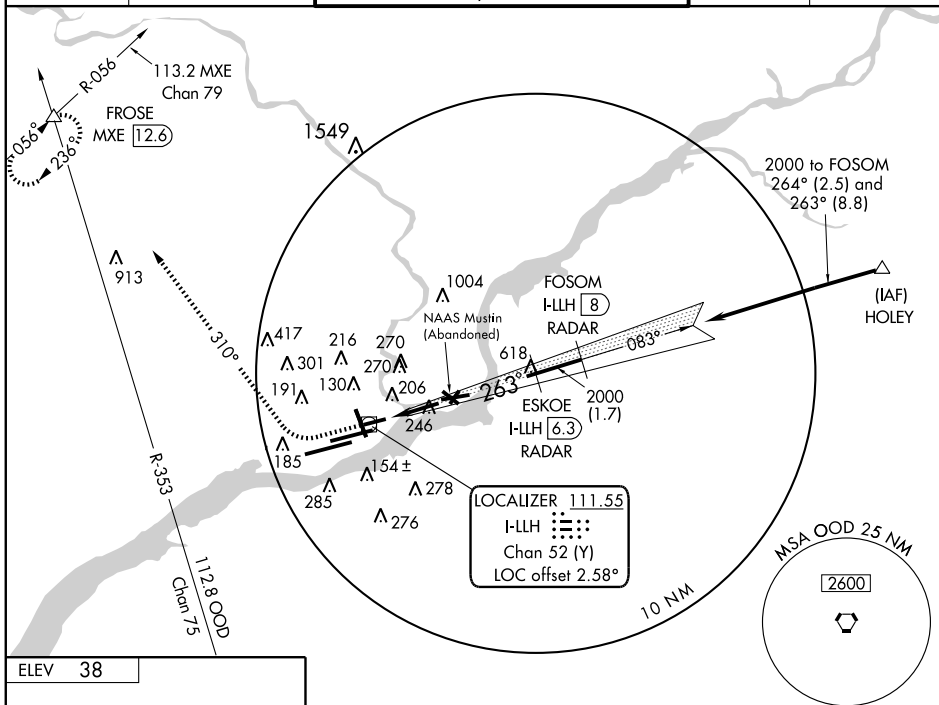 R-056
113.2 MXE
Chan 79
FROSE
MXE 12.6
056°
236°
1549
2000 to FOSOM
264° (2.5) and
263° (8.8)
(IAF)
HOLEY
913
1004
NAAS Mustin
(Abandoned)
FOSOM
I-LLH 8
RADAR
083°
310°
417
301
216
270
270
191
130
206
618
263°
2000
(1.7)
246
ESKOE
I-LLH 6.3
RADAR
185
154 ±
285
278
276
R-353
112.8 OOD
Chan 75
LOCALIZER 111.55
I-LLH
Chan 52 (Y)
LOC offset 2.58°
10 NM
MSA OOD 25 NM
2600
ELEV 38